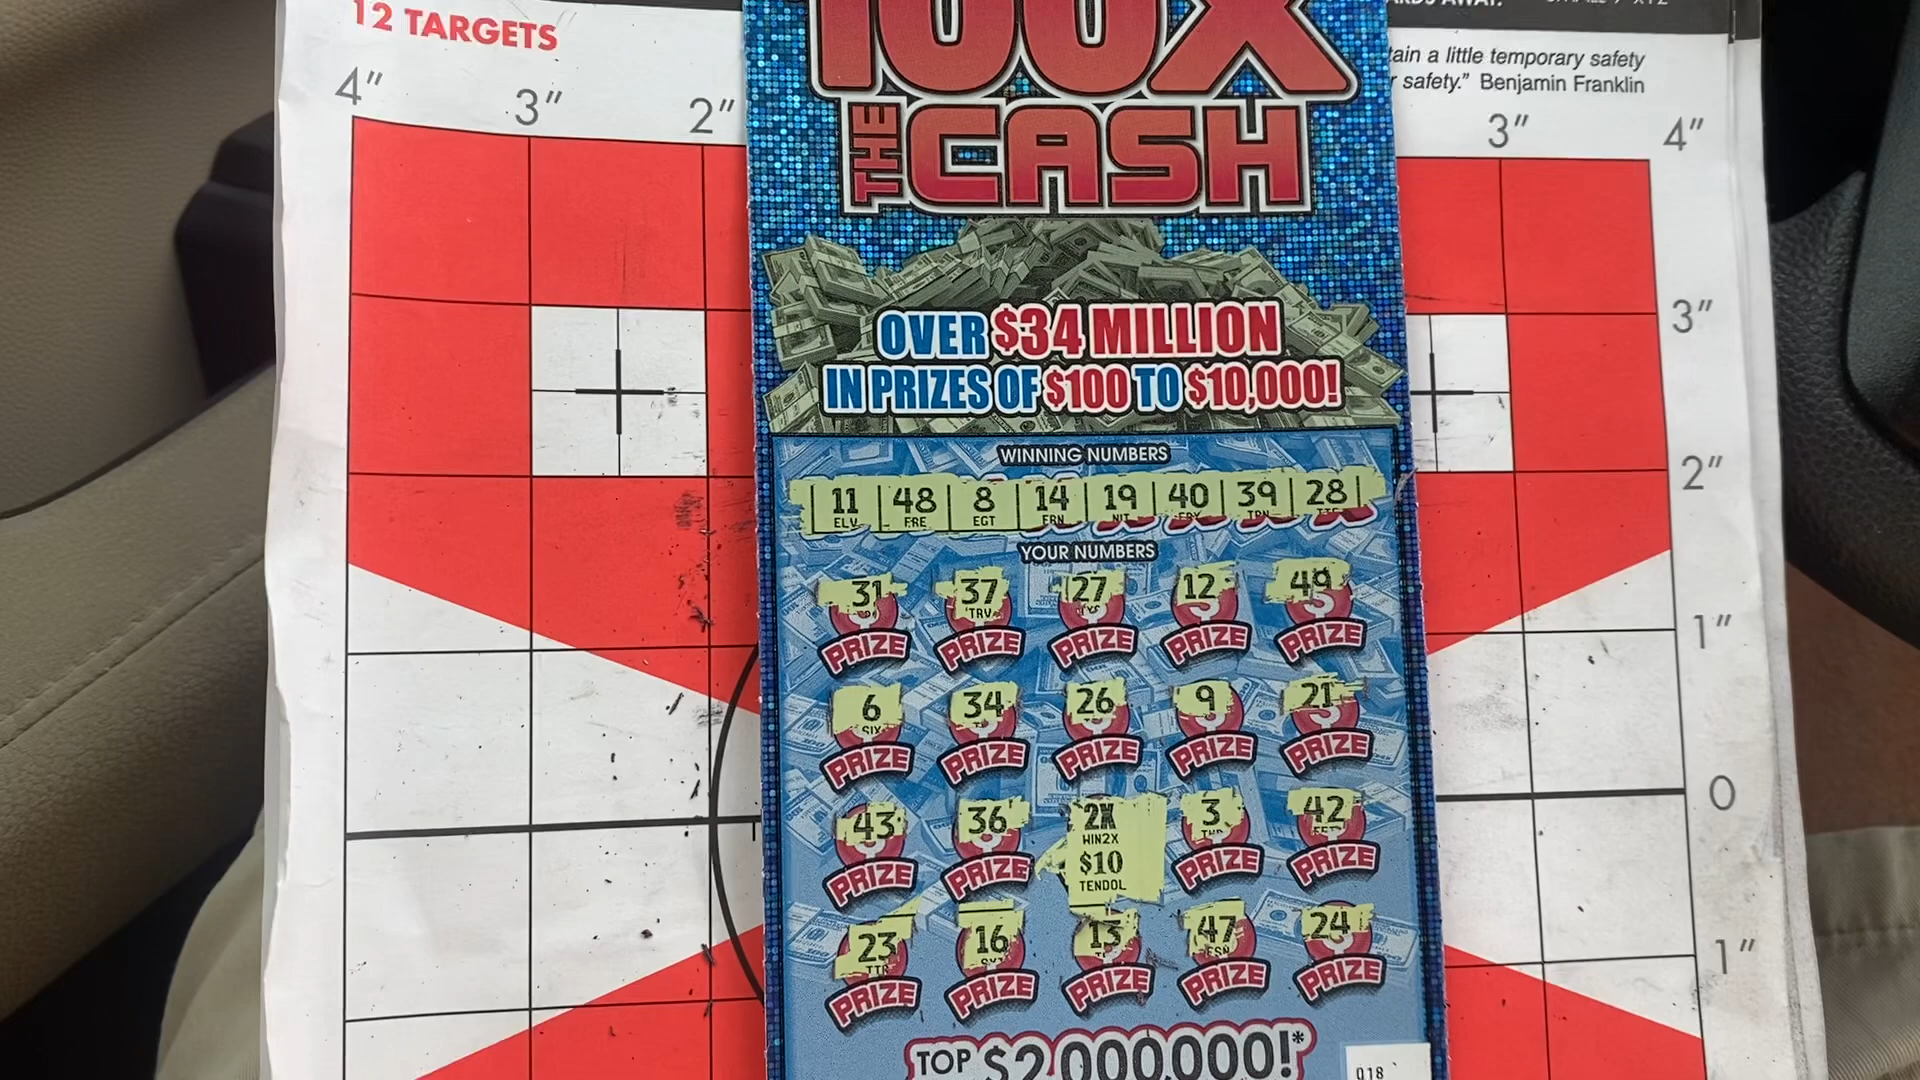 12 TARGETS
tain a little temporary safety
safety." Benjamin Franklin
4" 3" 2"
3" 4"
3"
2"
1"
0
1"
100X
THE CASH
OVER $34 MILLION
IN PRIZES OF $100 TO $10,000!
WINNING NUMBERS
11 48 8 14 19 40 39 28
ELV FRE EGT FRN NIT FRY TRN
YOUR NUMBERS
31 37 27 12 49
TRV
PRIZE PRIZE PRIZE PRIZE PRIZE
6 34 26 9 21
SIX
PRIZE PRIZE PRIZE PRIZE PRIZE
43 36 2X 3 42
WIN2X
$10
TENDOL
PRIZE PRIZE PRIZE PRIZE
23 16 13 47 24
PRIZE PRIZE PRIZE PRIZE PRIZE
TOP $2,000,000!*
018